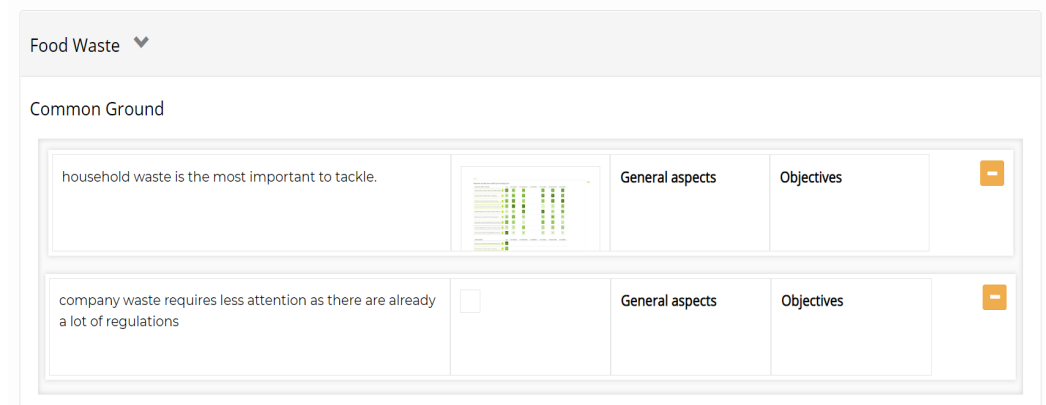 Food Waste
Common Ground
household waste is the most important to tackle.
General aspects
Objectives
company waste requires less attention as there are already
a lot of regulations
General aspects
Objectives